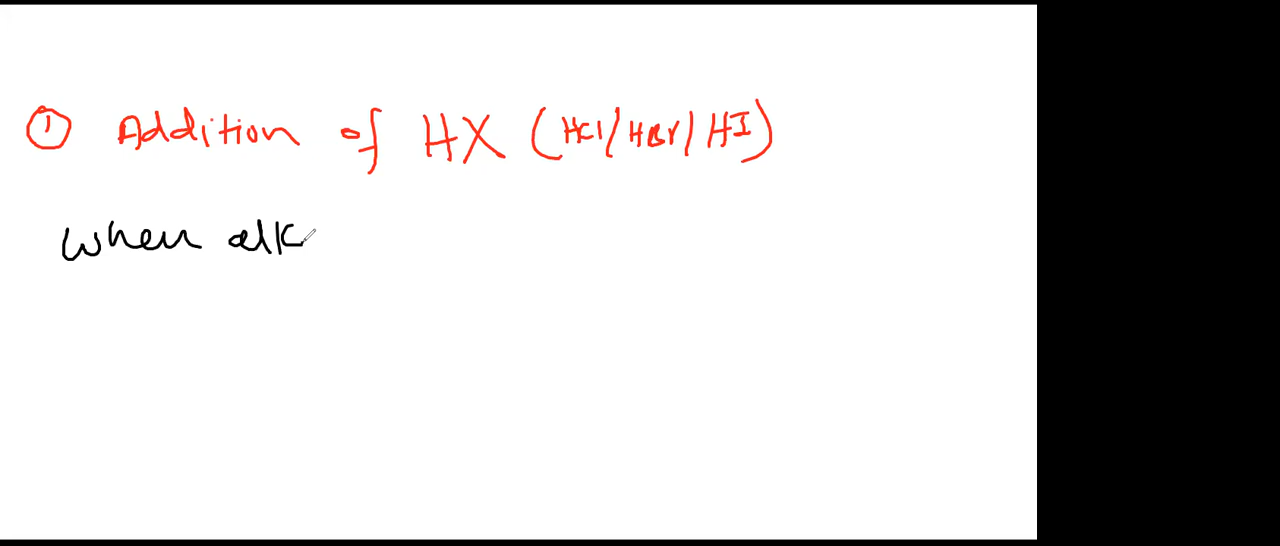 ① Addition of HX (HCl/HBr/HI)
When alk